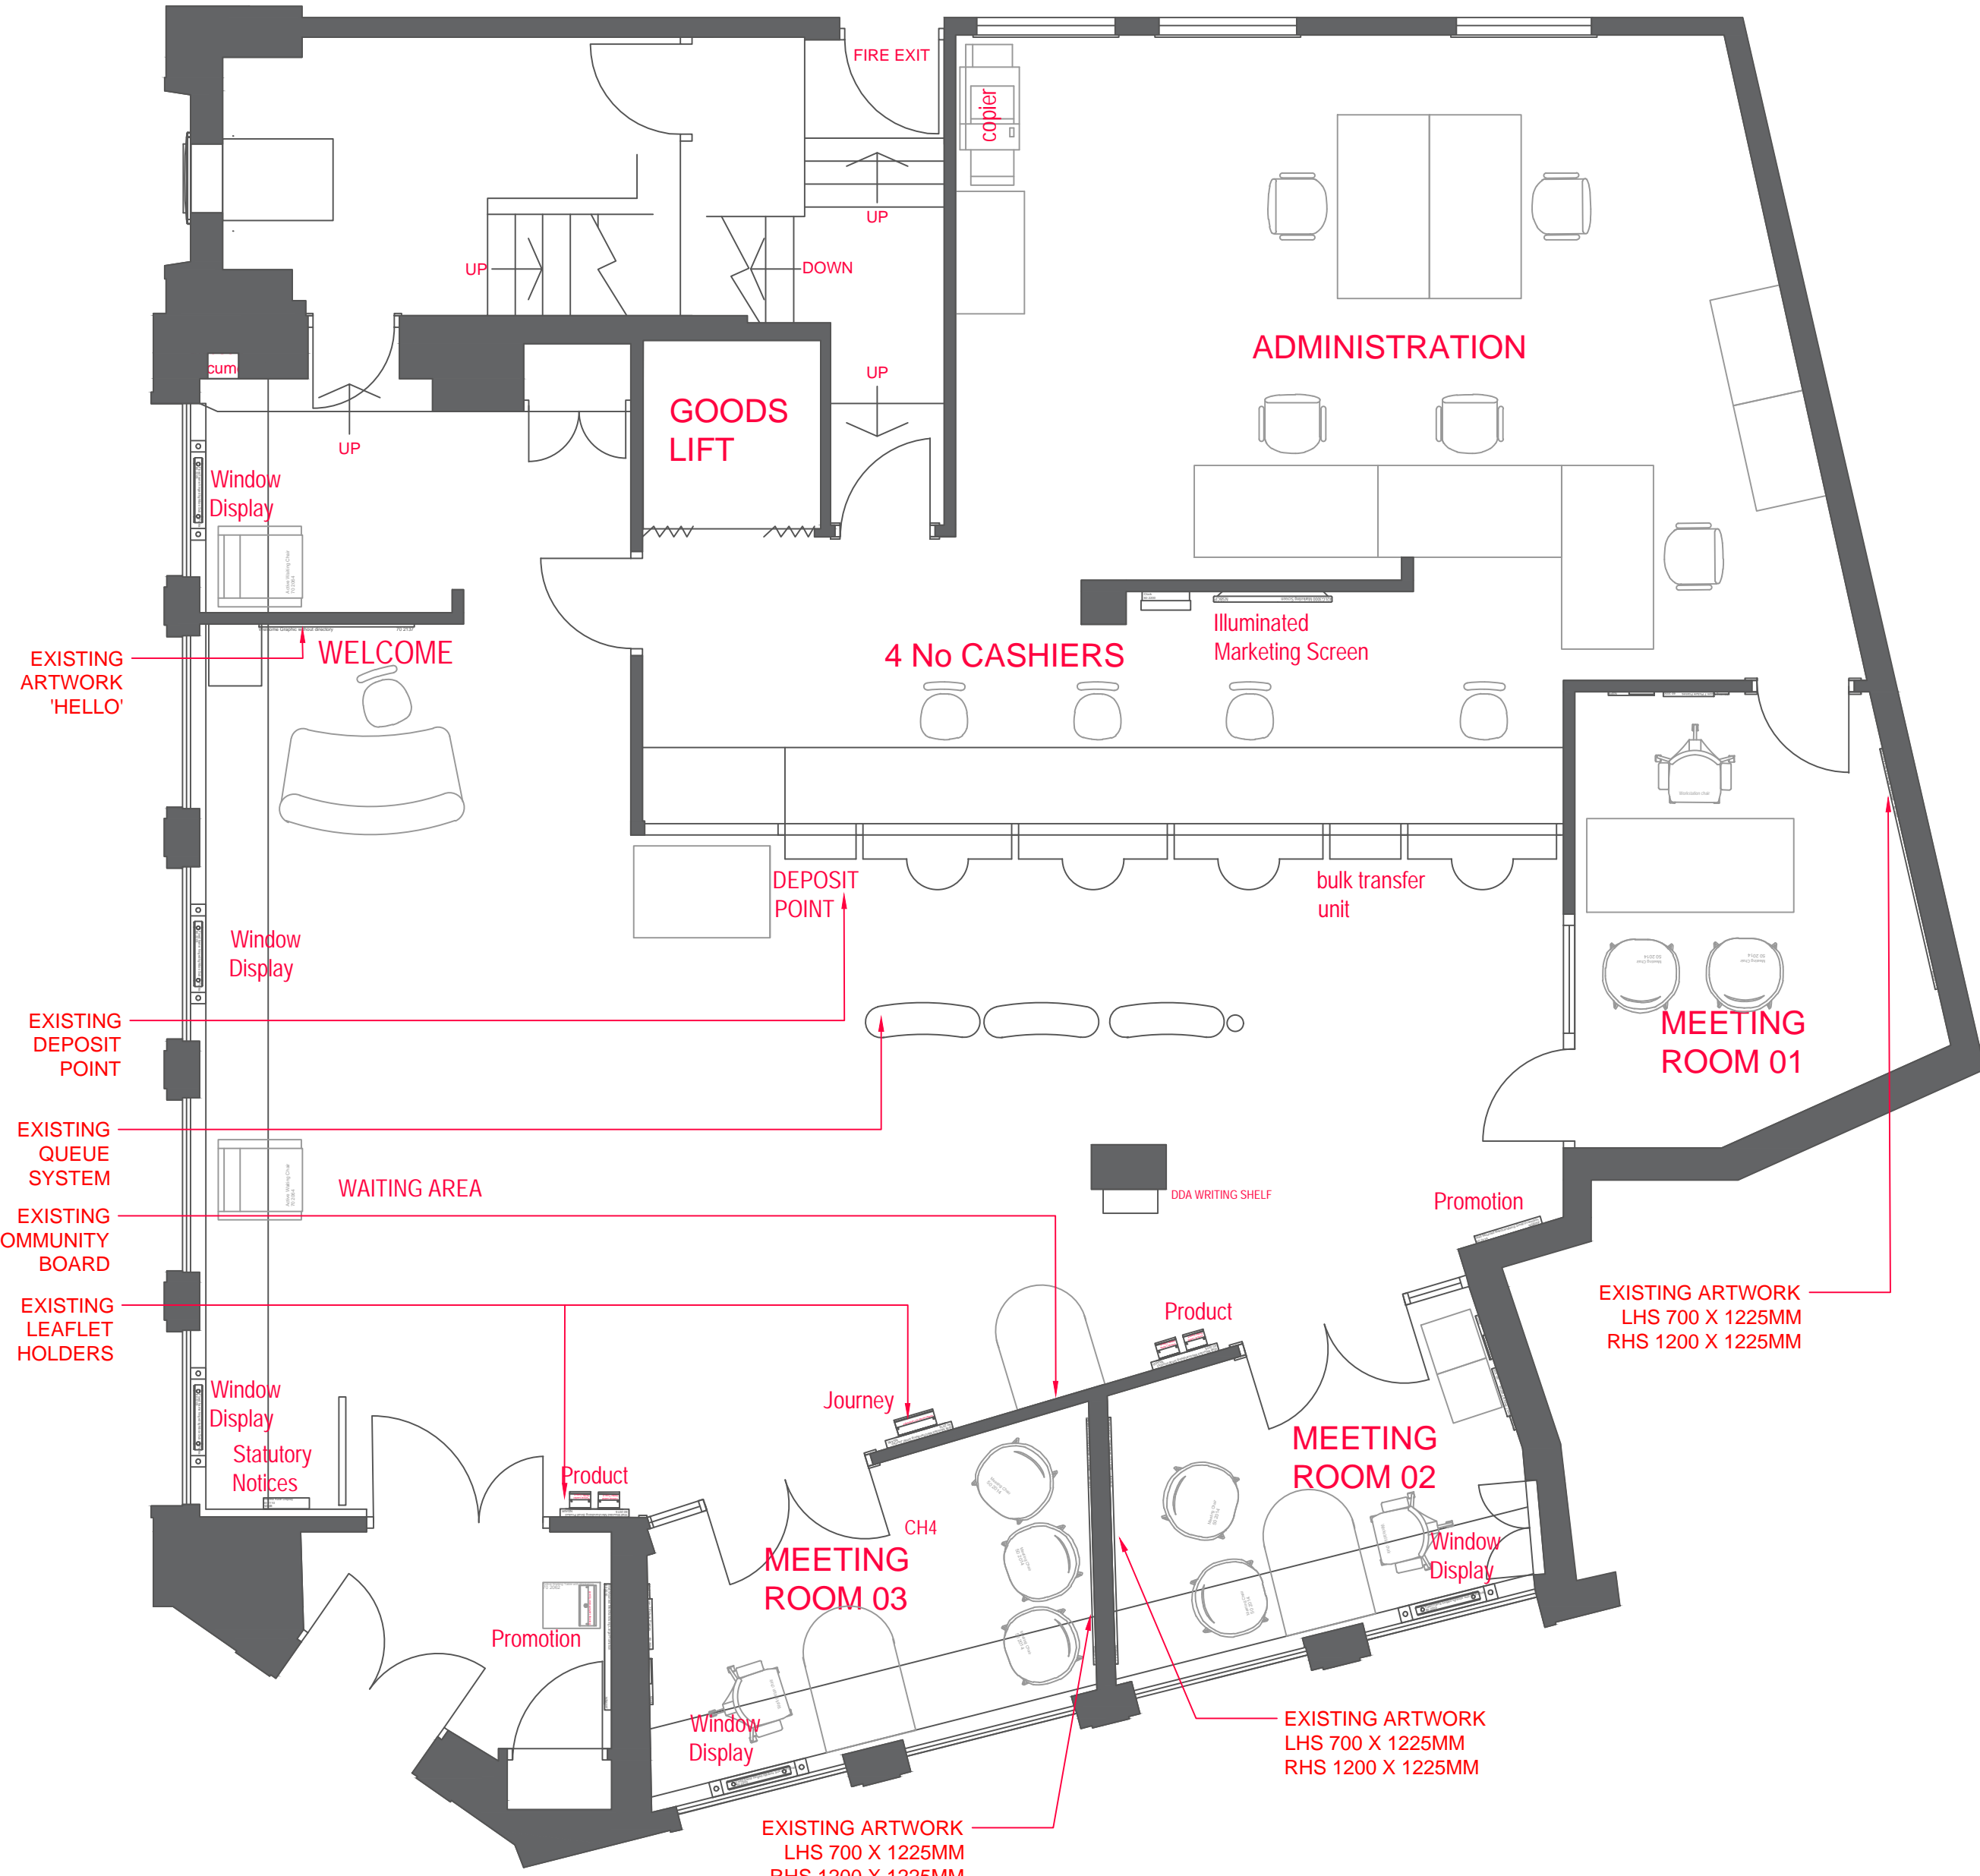 FIRE EXIT
copier
UP
UP
DOWN
ADMINISTRATION
cum
UP
GOODS
LIFT
UP
Window
Display
Illuminated
Marketing Screen
EXISTING
ARTWORK
'HELLO'
WELCOME
4 No CASHIERS
DEPOSIT
POINT
bulk transfer
unit
Window
Display
EXISTING
DEPOSIT
POINT
MEETING
ROOM 01
EXISTING
QUEUE
SYSTEM
WAITING AREA
DDA WRITING SHELF
Promotion
EXISTING
OMMUNITY
BOARD
EXISTING
LEAFLET
HOLDERS
EXISTING ARTWORK
LHS 700 X 1225MM
RHS 1200 X 1225MM
Product
Journey
Window
Display
Statutory
Notices
Product
MEETING
ROOM 02
CH4
MEETING
ROOM 03
Window
Display
Promotion
Window
Display
EXISTING ARTWORK
LHS 700 X 1225MM
RHS 1200 X 1225MM
EXISTING ARTWORK
LHS 700 X 1225MM
RHS 1200 X 1225MM